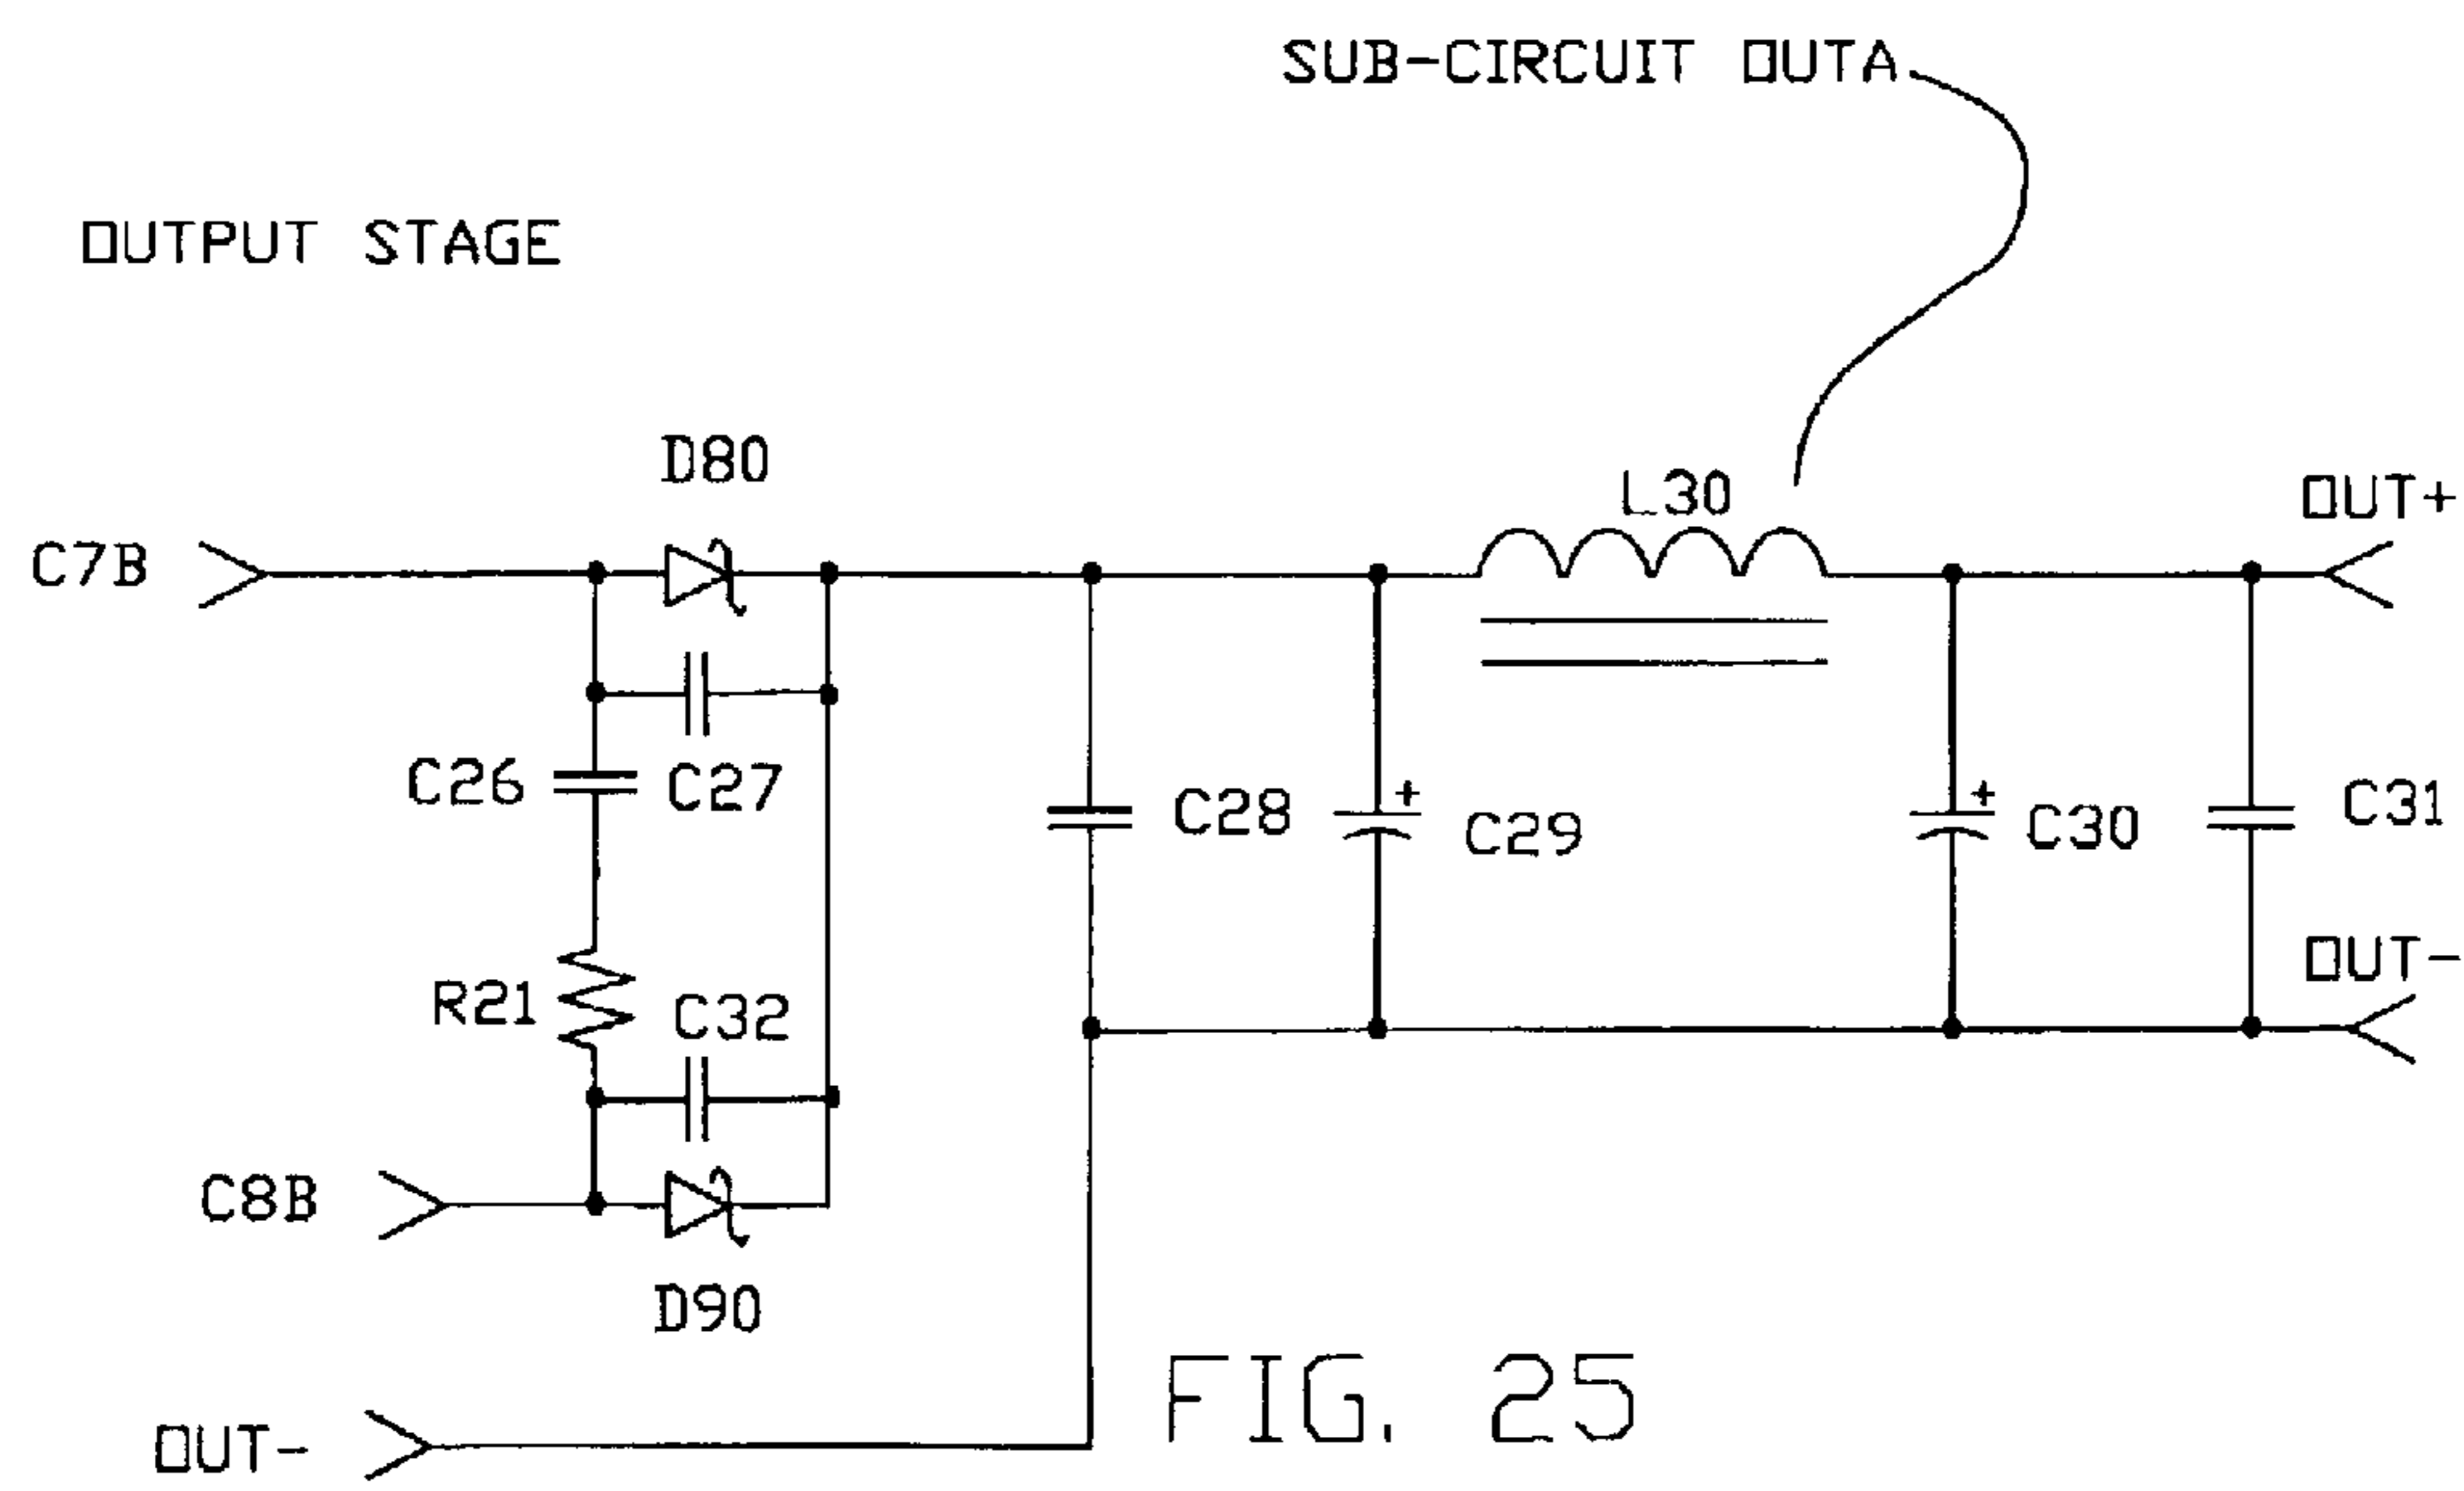 SUB-CIRCUIT OUTA
OUTPUT STAGE
D80
L30
OUT+
C7B
C26
C27
C28
C29
C30
C31
OUT-
R21
C32
C8B
D90
FIG. 25
OUT-
+
+